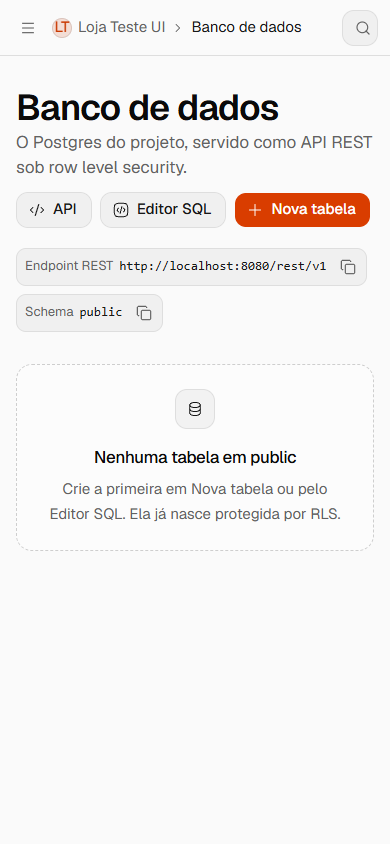 LT Loja Teste UI > Banco de dados
Banco de dados
O Postgres do projeto, servido como API REST
sob row level security.
API Editor SQL Nova tabela
Endpoint REST http://localhost:8080/rest/v1
Schema public
Nenhuma tabela em public
Crie a primeira em Nova tabela ou pelo
Editor SQL. Ela já nasce protegida por RLS.